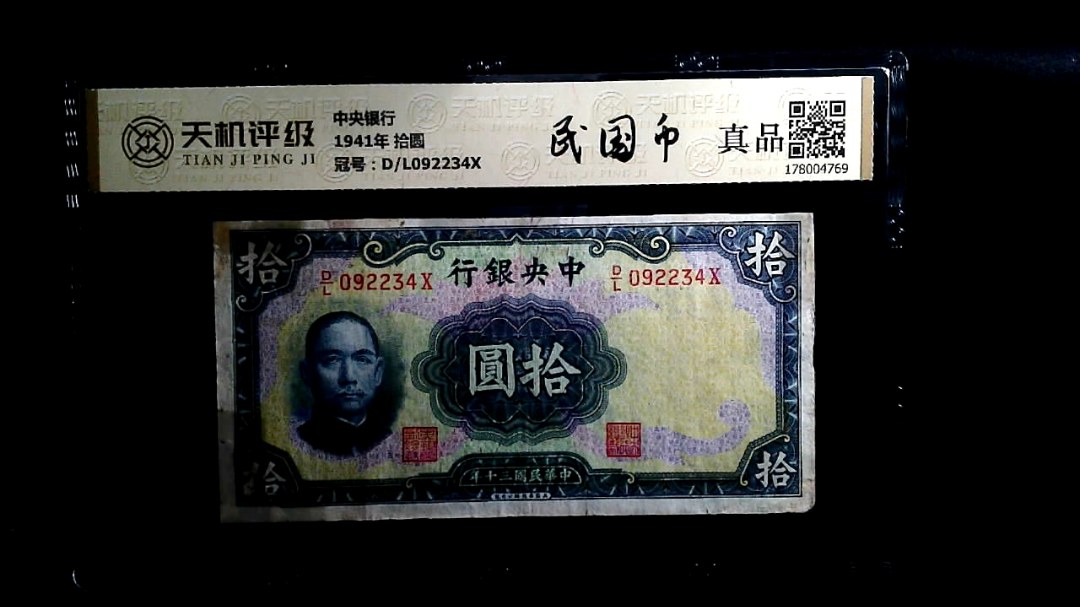 天机评级
TIAN JI PING JI
中央银行
1941年 拾圆
冠号：D/L092234X
民国币
真品
178004769
拾
拾
行銀央中
D/L 092234X
D/L 092234X
圓拾
拾
拾
年十三國民華中